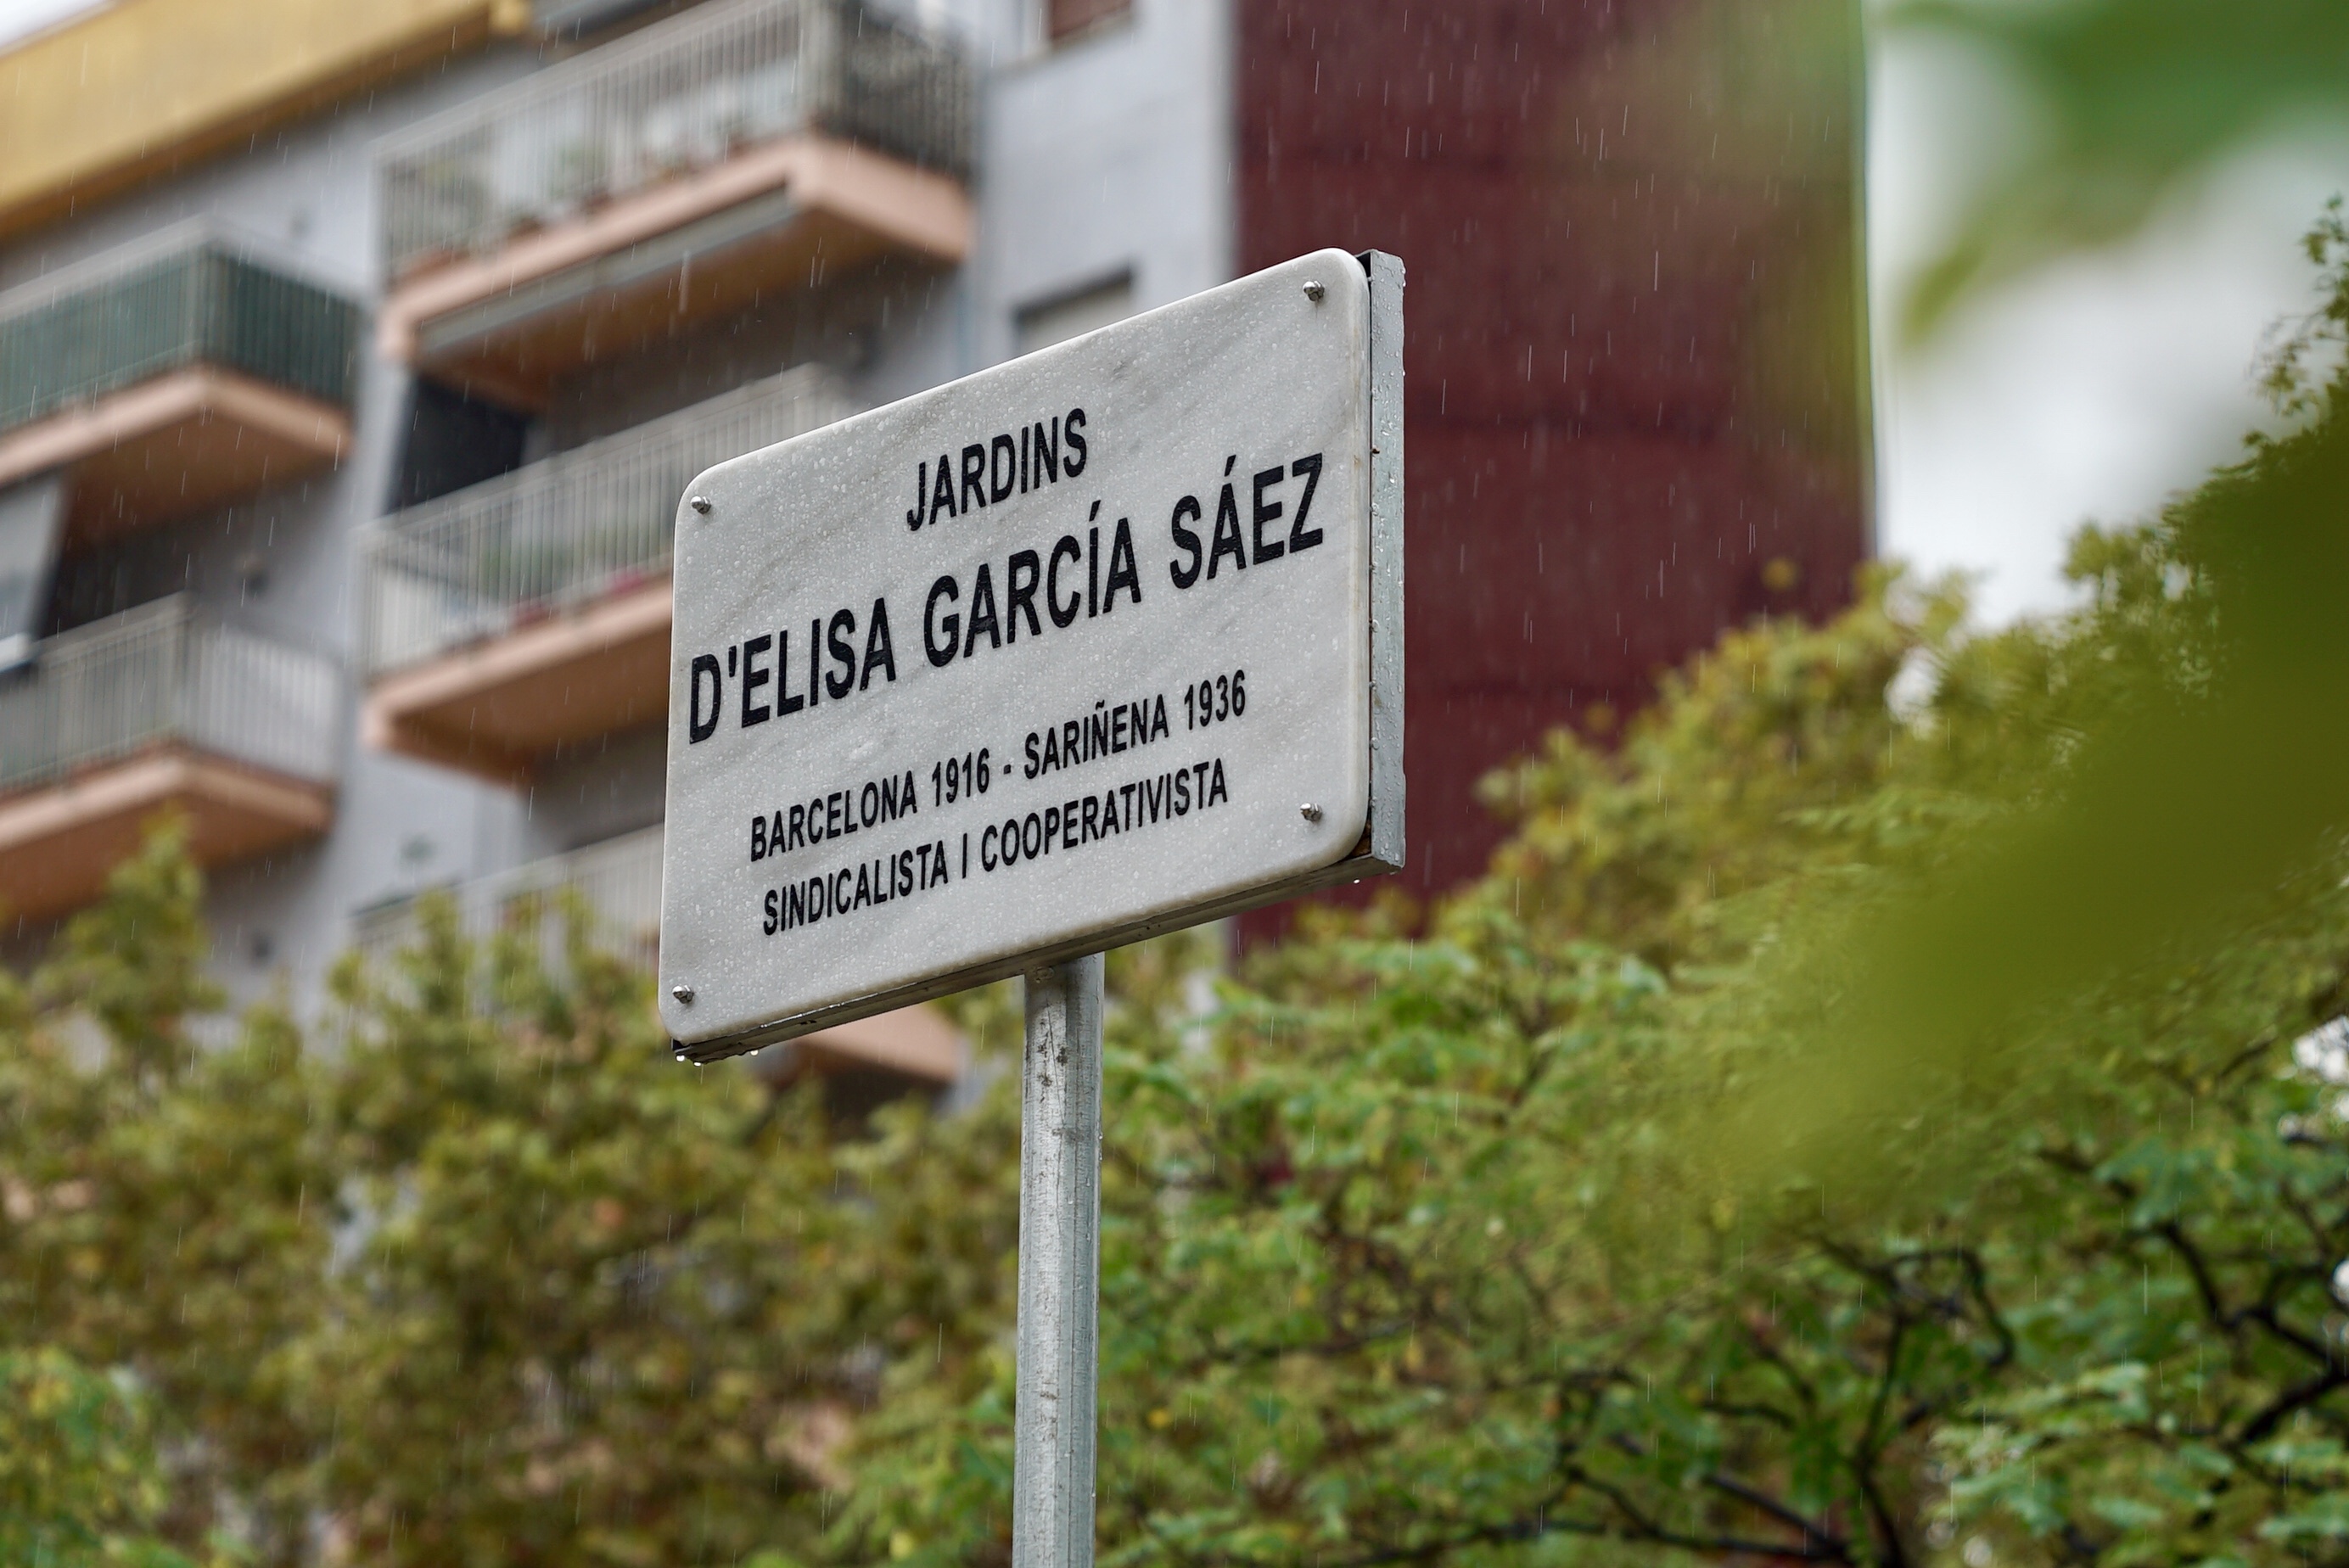 JARDINS
D'ELISA GARCÍA SÁEZ
BARCELONA 1916 - SARIÑENA 1936
SINDICALISTA I COOPERATIVISTA